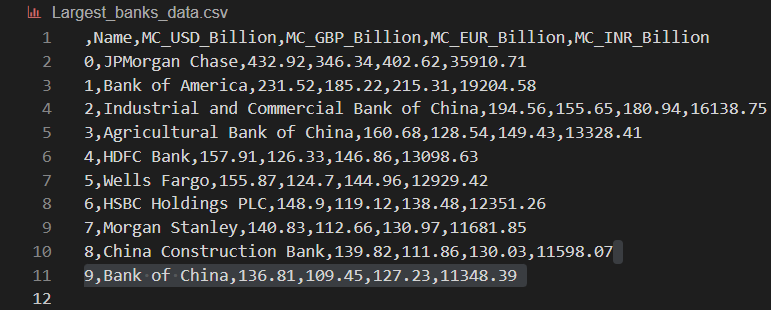 Largest_banks_data.csv
1 ,Name,MC_USD_Billion,MC_GBP_Billion,MC_EUR_Billion,MC_INR_Billion
2 0,JPMorgan Chase,432.92,346.34,402.62,35910.71
3 1,Bank of America,231.52,185.22,215.31,19204.58
4 2,Industrial and Commercial Bank of China,194.56,155.65,180.94,16138.75
5 3,Agricultural Bank of China,160.68,128.54,149.43,13328.41
6 4,HDFC Bank,157.91,126.33,146.86,13098.63
7 5,Wells Fargo,155.87,124.7,144.96,12929.42
8 6,HSBC Holdings PLC,148.9,119.12,138.48,12351.26
9 7,Morgan Stanley,140.83,112.66,130.97,11681.85
10 8,China Construction Bank,139.82,111.86,130.03,11598.07
11 9,Bank of China,136.81,109.45,127.23,11348.39
12